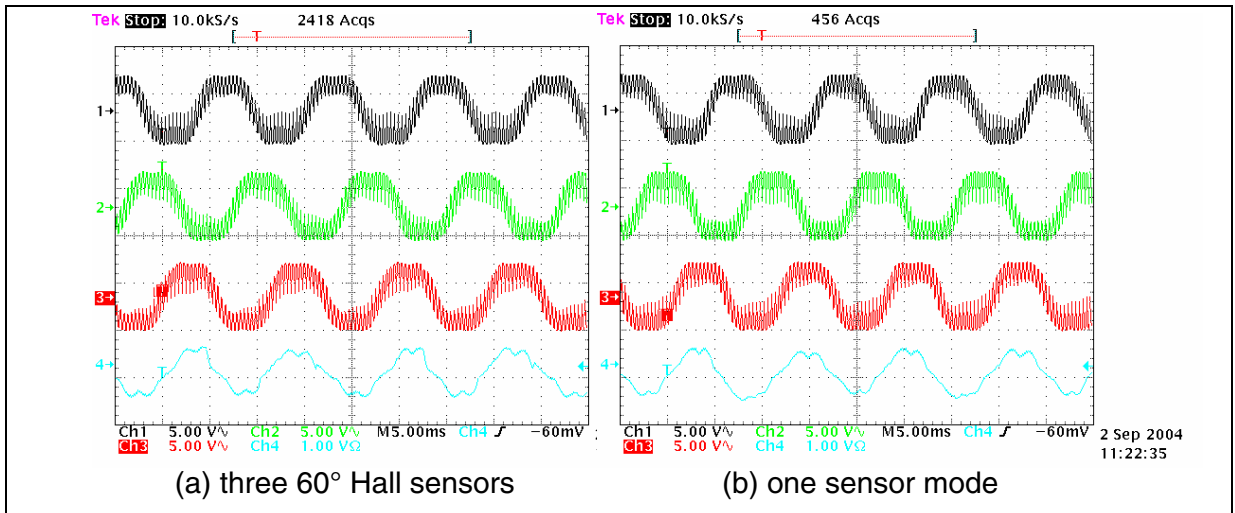 Tek Stop: 10.0kS/s 2418 Acqs
T
1→
T
2→
3→
4→
T
Ch1 5.00 V∿ Ch2 5.00 V∿ M5.00ms Ch4 ƒ −60mV
Ch3 5.00 V∿ Ch4 1.00 VΩ
(a) three 60° Hall sensors
Tek Stop: 10.0kS/s 456 Acqs
T
1→
T
2→
3→
4→
T
Ch1 5.00 V∿ Ch2 5.00 V∿ M5.00ms Ch4 ƒ −60mV
Ch3 5.00 V∿ Ch4 1.00 VΩ
2 Sep 2004
11:22:35
(b) one sensor mode